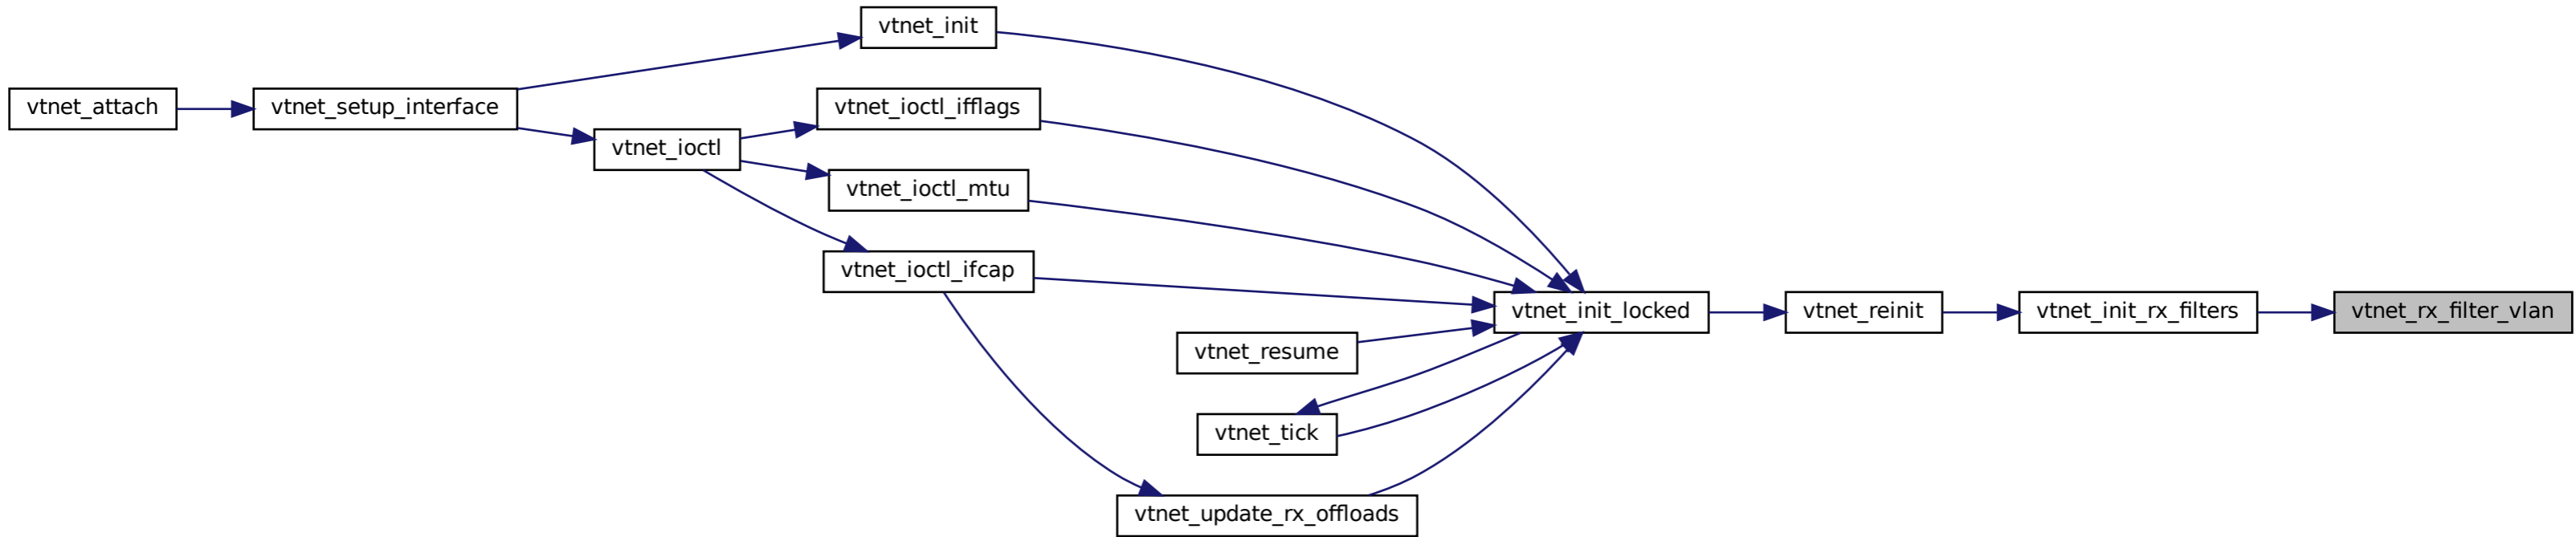 vtnet_init
vtnet_attach
vtnet_setup_interface
vtnet_ioctl_ifflags
vtnet_ioctl
vtnet_ioctl_mtu
vtnet_ioctl_ifcap
vtnet_init_locked
vtnet_reinit
vtnet_init_rx_filters
vtnet_rx_filter_vlan
vtnet_resume
vtnet_tick
vtnet_update_rx_offloads